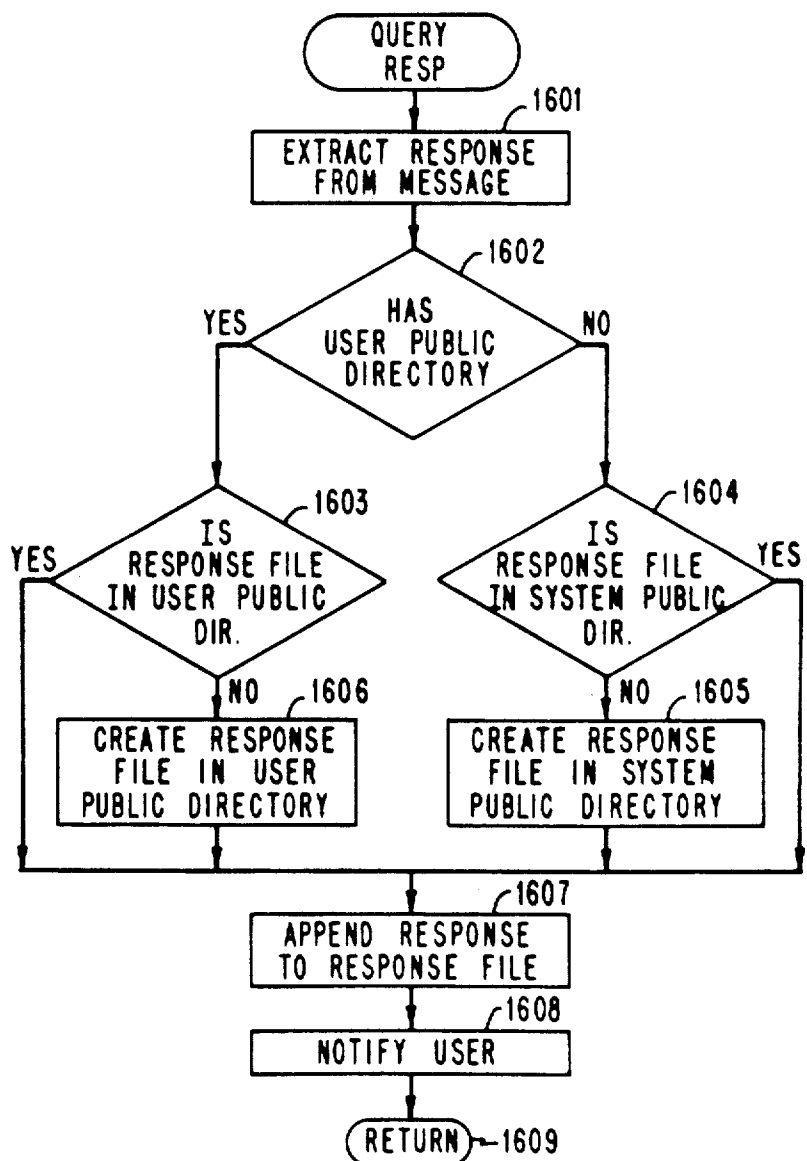 QUERY
RESP
1601
EXTRACT RESPONSE
FROM MESSAGE
1602
YES
HAS
USER PUBLIC
DIRECTORY
NO
1603
1604
YES
IS
RESPONSE FILE
IN USER PUBLIC
DIR.
IS
RESPONSE FILE
IN SYSTEM PUBLIC
DIR.
YES
NO
1606
NO
1605
CREATE RESPONSE
FILE IN USER
PUBLIC DIRECTORY
CREATE RESPONSE
FILE IN SYSTEM
PUBLIC DIRECTORY
1607
APPEND RESPONSE
TO RESPONSE FILE
1608
NOTIFY USER
RETURN
1609